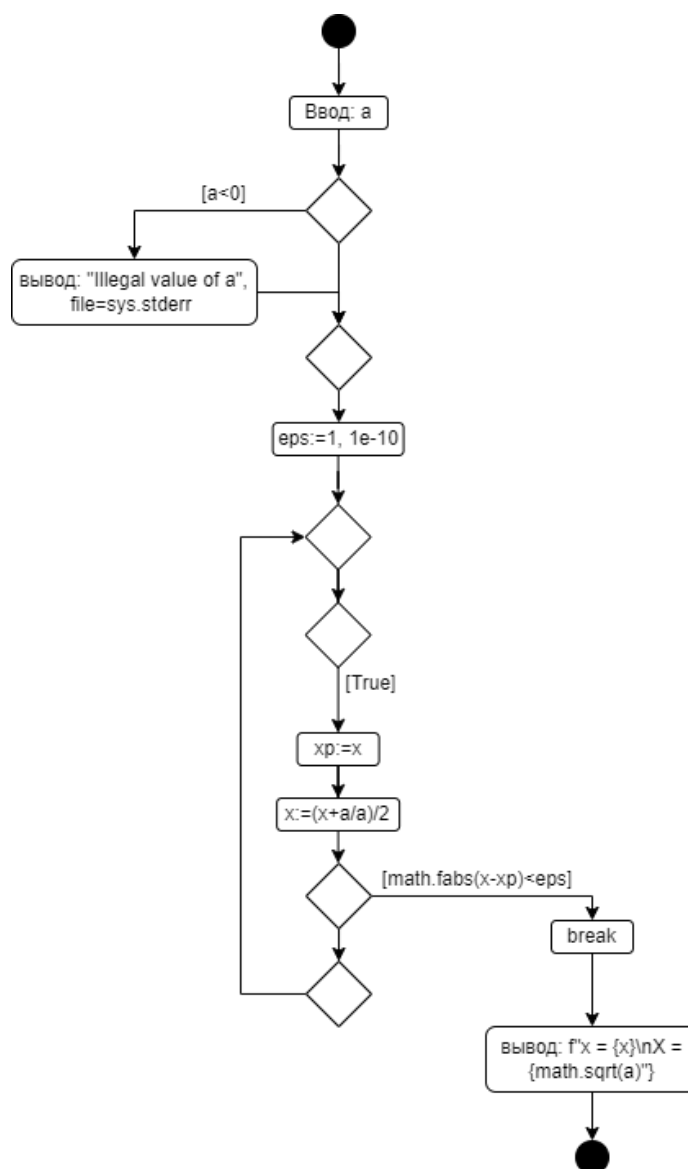 Ввод: a
[a<0]
вывод: "Illegal value of a",
file=sys.stderr
eps:=1, 1e-10
[True]
xp:=x
x:=(x+a/a)/2
[math.fabs(x-xp)<eps]
break
вывод: f"x = {x}\nX =
{math.sqrt(a)"}